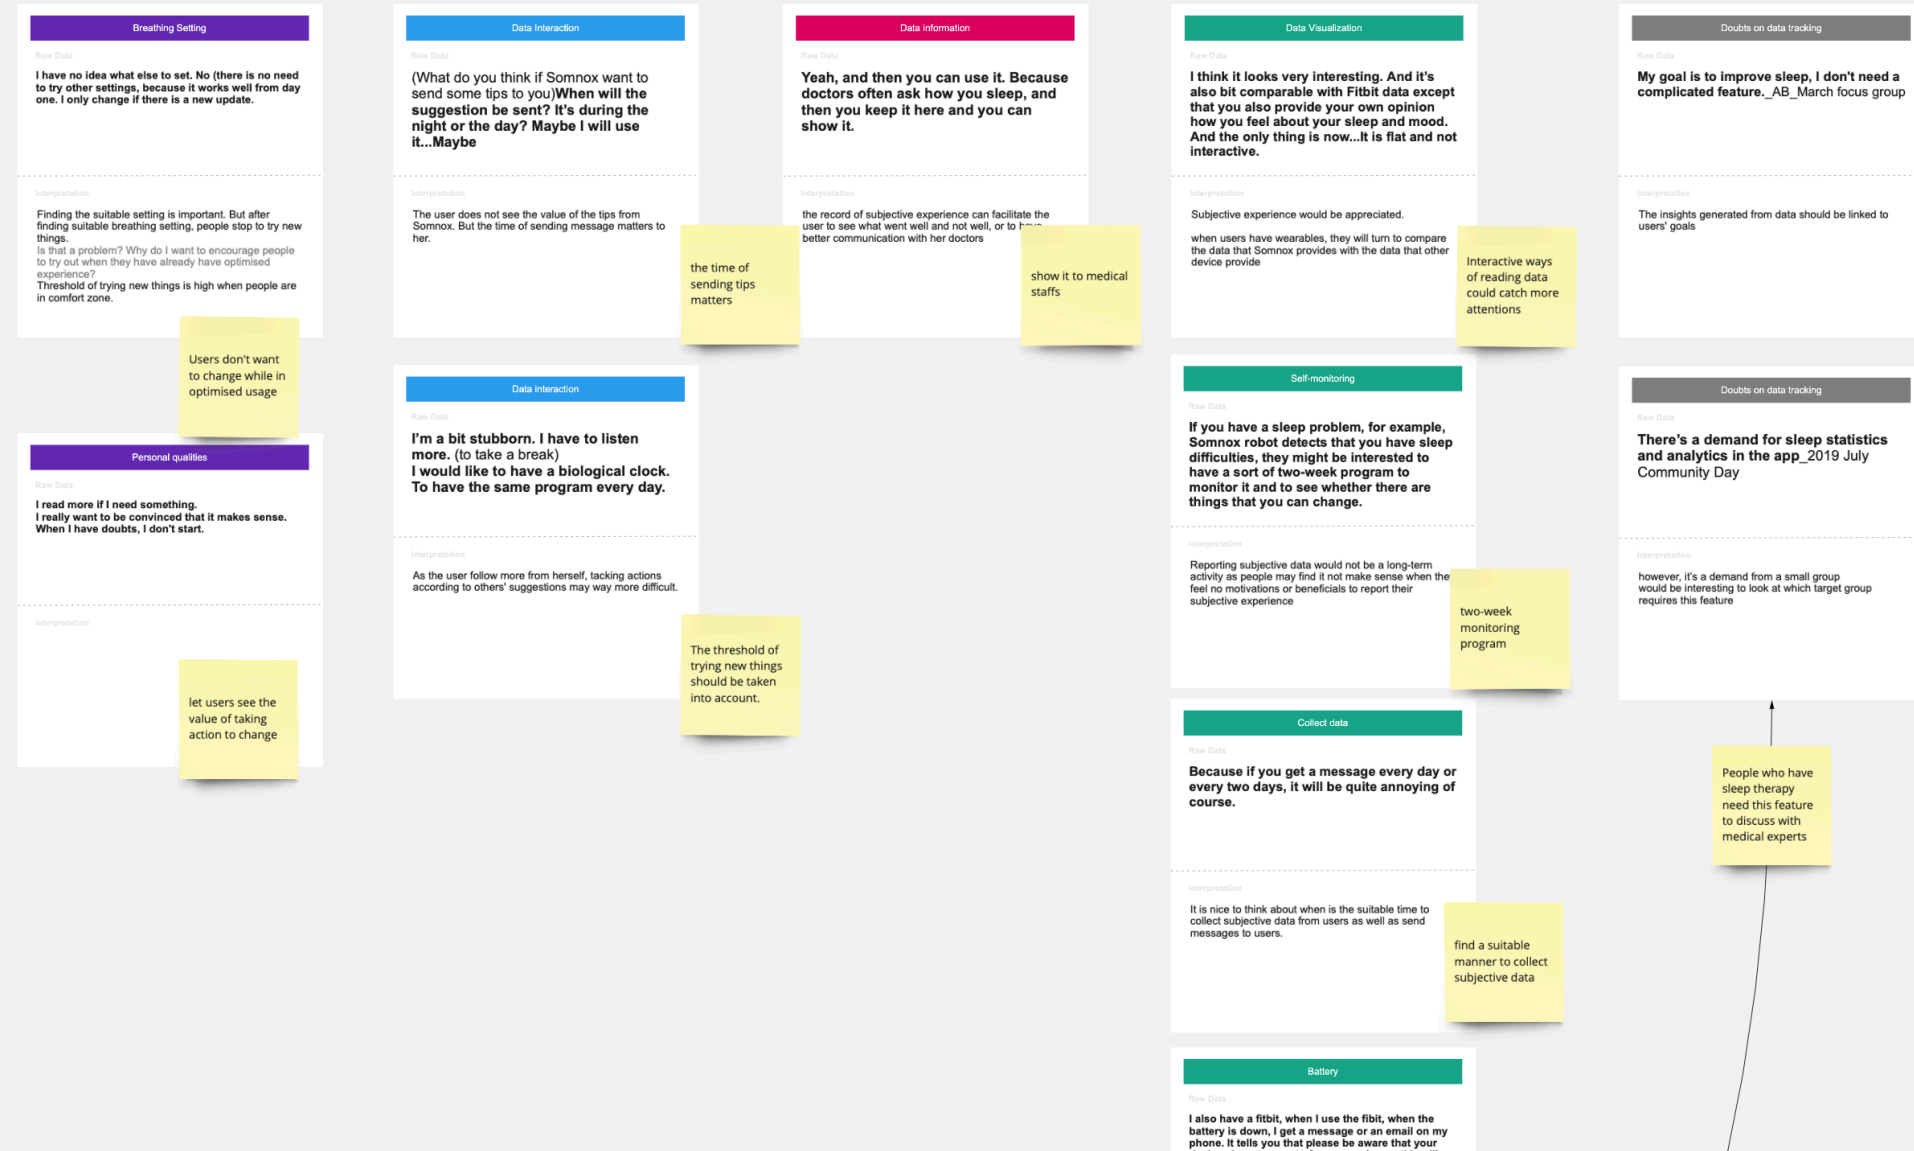 Breathing Setting
Raw Data
I have no idea what else to set. No (there is no need
to try other settings, because it works well from day
one. I only change if there is a new update.
Interpretation
Finding the suitable setting is important. But after
finding suitable breathing setting, people stop to try new
things.
Is that a problem? Why do I want to encourage people
to try out when they have already have optimised
experience?
Threshold of trying new things is high when people are
in comfort zone.
Users don't want
to change while in
optimised usage
Personal qualities
Raw Data
I read more if I need something.
I really want to be convinced that it makes sense.
When I have doubts, I don't start.
Interpretation
let users see the
value of taking
action to change
Data Interaction
Raw Data
(What do you think if Somnox want to
send some tips to you)When will the
suggestion be sent? It's during the
night or the day? Maybe I will use
it...Maybe
Interpretation
The user does not see the value of the tips from
Somnox. But the time of sending message matters to
her.
the time of
sending tips
matters
Data interaction
Raw Data
I'm a bit stubborn. I have to listen
more. (to take a break)
I would like to have a biological clock.
To have the same program every day.
Interpretation
As the user follow more from herself, tacking actions
according to others' suggestions may way more difficult.
The threshold of
trying new things
should be taken
into account.
Data information
Raw Data
Yeah, and then you can use it. Because
doctors often ask how you sleep, and
then you keep it here and you can
show it.
Interpretation
the record of subjective experience can facilitate the
user to see what went well and not well, or to have
better communication with her doctors
show it to medical
staffs
Data Visualization
Raw Data
I think it looks very interesting. And it's
also bit comparable with Fitbit data except
that you also provide your own opinion
how you feel about your sleep and mood.
And the only thing is now...It is flat and not
interactive.
Interpretation
Subjective experience would be appreciated.
when users have wearables, they will turn to compare
the data that Somnox provides with the data that other
device provide
Interactive ways
of reading data
could catch more
attentions
Self-monitoring
Raw Data
If you have a sleep problem, for example,
Somnox robot detects that you have sleep
difficulties, they might be interested to
have a sort of two-week program to
monitor it and to see whether there are
things that you can change.
Interpretation
Reporting subjective data would not be a long-term
activity as people may find it not make sense when the
feel no motivations or beneficials to report their
subjective experience
two-week
monitoring
program
Collect data
Raw Data
Because if you get a message every day or
every two days, it will be quite annoying of
course.
Interpretation
It is nice to think about when is the suitable time to
collect subjective data from users as well as send
messages to users.
find a suitable
manner to collect
subjective data
Battery
Raw Data
I also have a fitbit, when I use the fibit, when the
battery is down, I get a message or an email on my
phone. It tells you that please be aware that your
Doubts on data tracking
Raw Data
My goal is to improve sleep, I don't need a
complicated feature._AB_March focus group
Interpretation
The insights generated from data should be linked to
users' goals
Doubts on data tracking
Raw Data
There's a demand for sleep statistics
and analytics in the app_2019 July
Community Day
Interpretation
however, it's a demand from a small group
would be interesting to look at which target group
requires this feature
People who have
sleep therapy
need this feature
to discuss with
medical experts